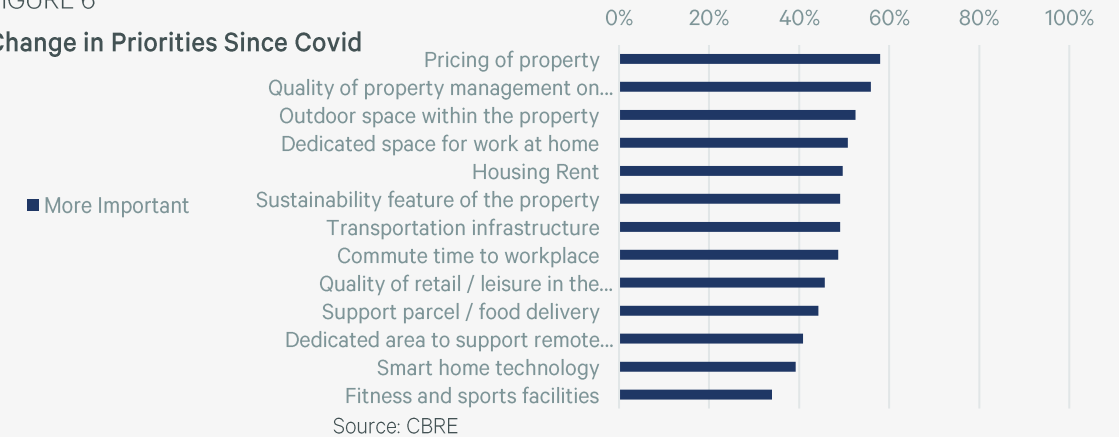 FIGURE 6
Change in Priorities Since Covid
0% 20% 40% 60% 80% 100%
Pricing of property
Quality of property management on...
Outdoor space within the property
Dedicated space for work at home
Housing Rent
Sustainability feature of the property
Transportation infrastructure
Commute time to workplace
Quality of retail / leisure in the...
Support parcel / food delivery
Dedicated area to support remote...
Smart home technology
Fitness and sports facilities
More Important
Source: CBRE